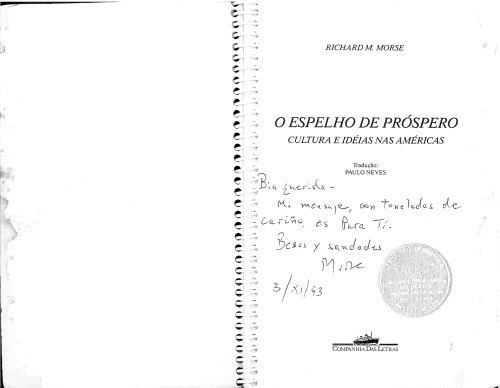 RICHARD M. MORSE
O ESPELHO DE PRÓSPERO
CULTURA E IDÉIAS NAS AMÉRICAS
Tradução:
PAULO NEVES
Bia querida -
Mi mensaje, con toneladas de
cariño, es Para Ti.
Besos y saudades
Morse
3/XI/93
COMPANHIA DAS LETRAS